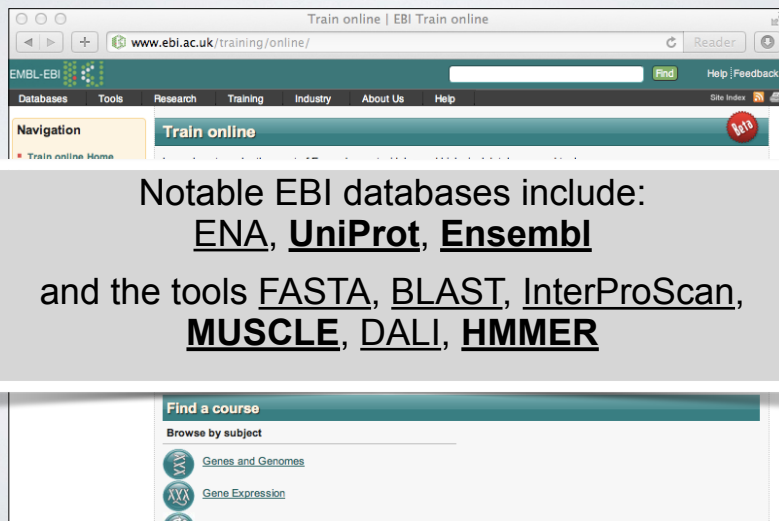 Train online | EBI Train online
www.ebi.ac.uk/training/online/
Reader
EMBL-EBI
Find
Help Feedback
Databases Tools Research Training Industry About Us Help
Site Index
Navigation
Train online
Beta
Train online Home
Notable EBI databases include:
ENA, UniProt, Ensembl
and the tools FASTA, BLAST, InterProScan,
MUSCLE, DALI, HMMER
Find a course
Browse by subject
Genes and Genomes
Gene Expression